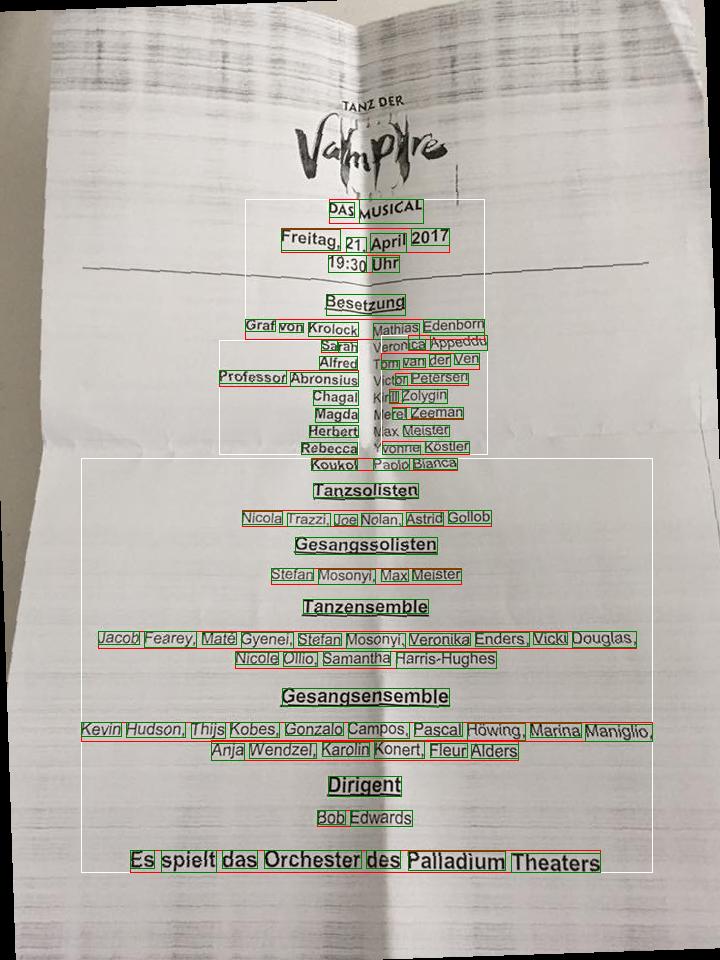 TANZ DER
Vampyre
DAS MUSICAL
Freitag, 21. April 2017
19:30 Uhr
Besetzung
Graf von Krolock Mathias Edenborn
Sarah Veronica Appeddu
Alfred Tom van der Ven
Professor Abronsius Victor Petersen
Chagal Kirill Zolygin
Magda Merel Zeeman
Herbert Max Meister
Rebecca Yvonne Köstler
Koukol Paolo Bianca
Tanzsolisten
Nicola Trazzi, Joe Nolan, Astrid Gollob
Gesangssolisten
Stefan Mosonyi, Max Meister
Tanzensemble
Jacob Fearey, Maté Gyenei, Stefan Mosonyi, Veronika Enders, Vicki Douglas,
Nicole Ollio, Samantha Harris-Hughes
Gesangsensemble
Kevin Hudson, Thijs Kobes, Gonzalo Campos, Pascal Höwing, Marina Maniglio,
Anja Wendzel, Karolin Konert, Fleur Alders
Dirigent
Bob Edwards
Es spielt das Orchester des Palladium Theaters